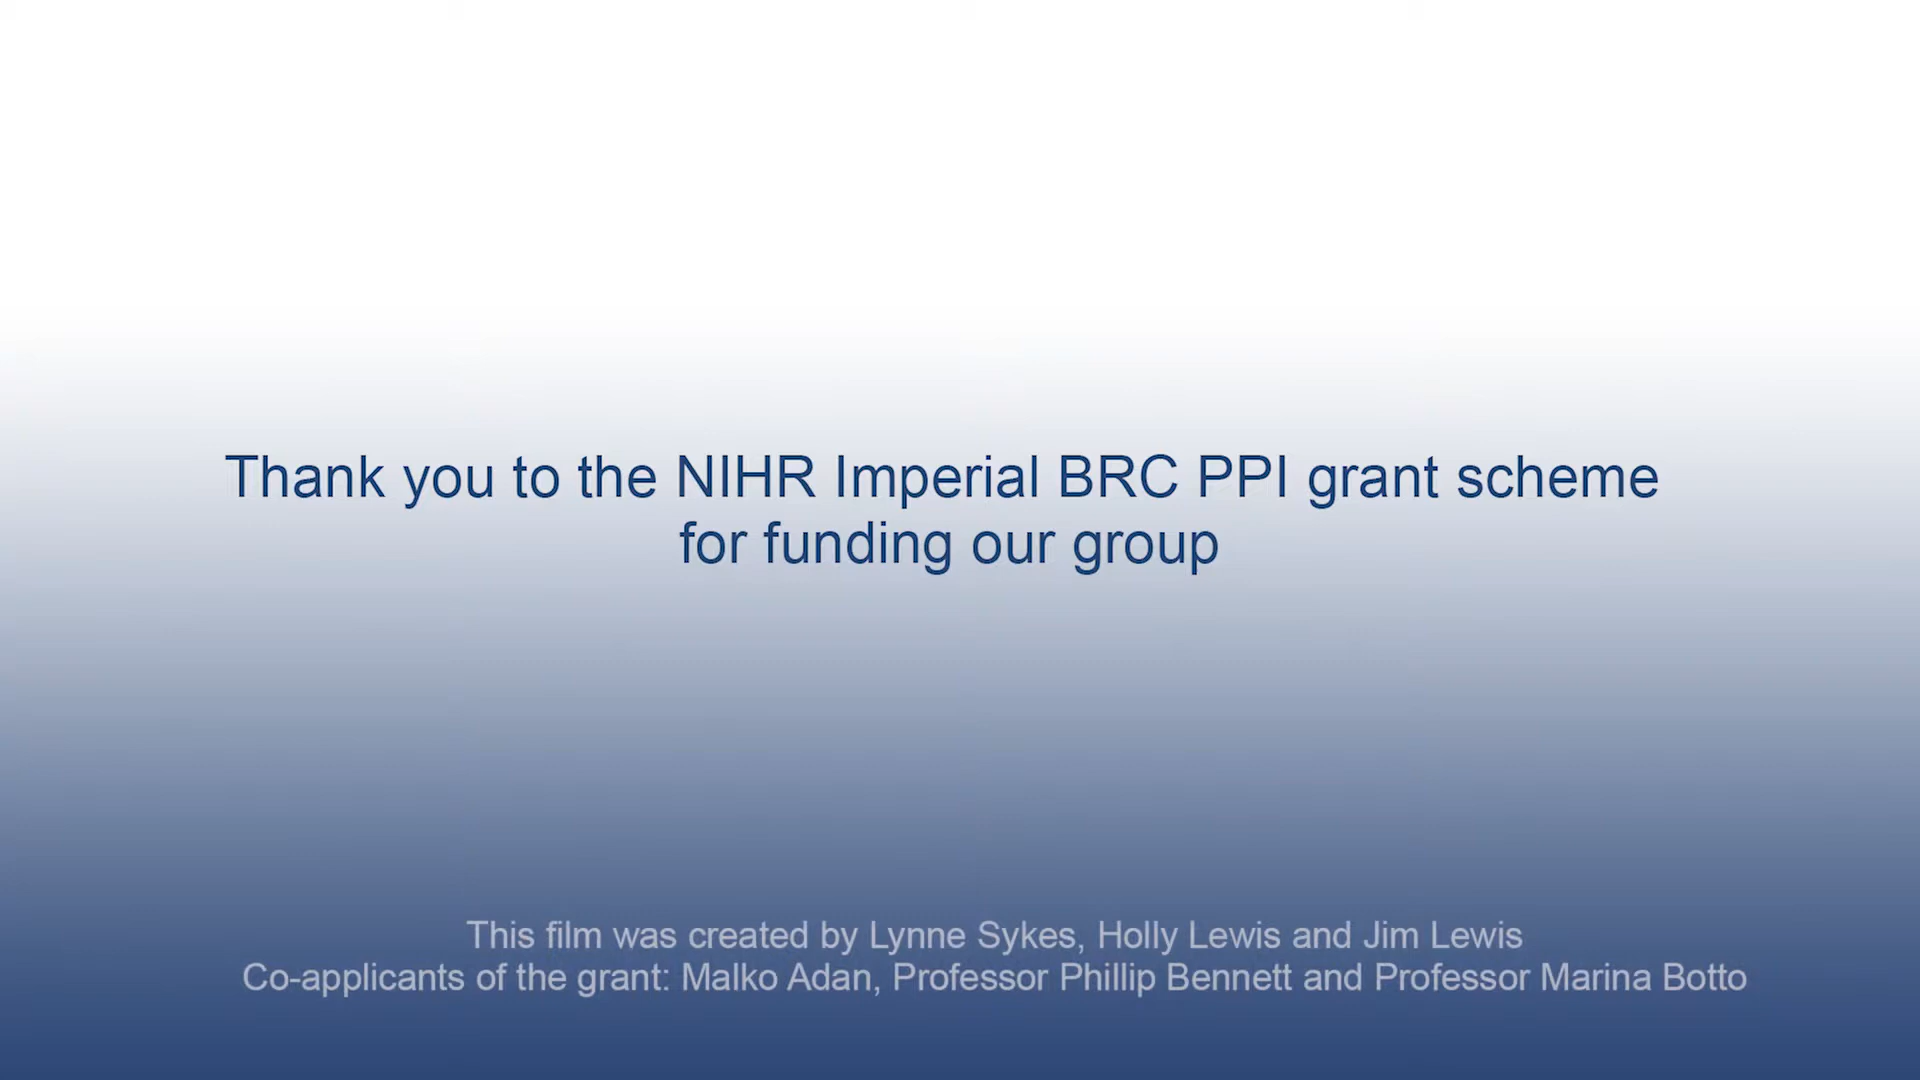 Thank you to the NIHR Imperial BRC PPI grant scheme
for funding our group
This film was created by Lynne Sykes, Holly Lewis and Jim Lewis
Co-applicants of the grant: Malko Adan, Professor Phillip Bennett and Professor Marina Botto